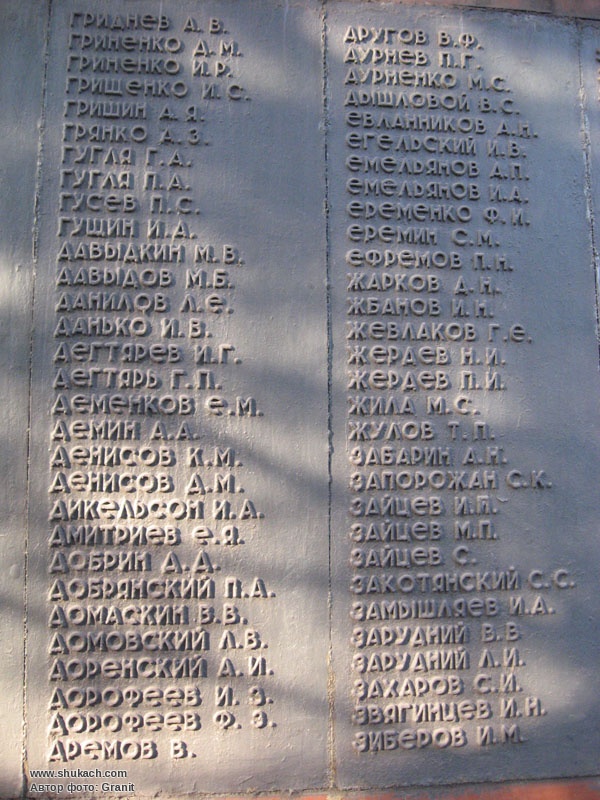 ГРИДНЕВ А.В.
ГРИНЕНКО Д.М.
ГРИНЕНКО И.Р.
ГРИЩЕНКО И.С.
ГРИШИН А.Я.
ГРЯНКО А.З.
ГУГЛЯ Г.А.
ГУГЛЯ П.А.
ГУСЕВ П.С.
ГУЩИН И.А.
ДАВЫДКИН М.В.
ДАВЫДОВ М.Б.
ДАНИЛОВ Л.Е.
ДАНЬКО И.В.
ДЕГТЯРЕВ И.Г.
ДЕГТЯРЬ Г.П.
ДЕМЕНКОВ Е.М.
ДЕМИН А.А.
ДЕНИСОВ К.М.
ДЕНИСОВ Д.М.
ДИКЕЛЬСОН И.А.
ДМИТРИЕВ Е.Я.
ДОБРИН А.Д.
ДОБРЯНСКИЙ П.А.
ДОМАСКИН В.В.
ДОМОВСКИЙ Л.В.
ДОРЕНСКИЙ Д.И.
ДОРОФЕЕВ И.З.
ДОРОФЕЕВ Ф.З.
ДРЕМОВ В.
ДРУГОВ В.Ф.
ДУРНЕВ П.Г.
ДУРНЕНКО М.С.
ДЫШЛОВОЙ В.С.
ЕВЛАННИКОВ А.Н.
ЕГЕЛЬСКИЙ И.В.
ЕМЕЛЬЯНОВ Д.П.
ЕМЕЛЬЯНОВ И.Д.
ЕРЕМЕНКО Ф.И.
ЕРЕМИН С.М.
ЕФРЕМОВ П.Н.
ЖАРКОВ Д.Н.
ЖБАНОВ И.Н.
ЖЕВЛАКОВ Г.Е.
ЖЕРДЕВ Н.И.
ЖЕРДЕВ П.И.
ЖИЛА М.С.
ЖУЛОВ Т.П.
ЗАБАРИН А.Н.
ЗАПОРОЖАН С.К.
ЗАЙЦЕВ И.П.
ЗАЙЦЕВ М.П.
ЗАЙЦЕВ С.
ЗАКОТЯНСКИЙ С.С.
ЗАМЫШЛЯЕВ И.А.
ЗАРУДНИЙ В.В
ЗАРУДНИЙ Л.И.
ЗАХАРОВ С.И.
ЗВЯГИНЦЕВ И.Н.
ЗИБЕРОВ И.М.
www.shukach.com
Автор фото: Granit